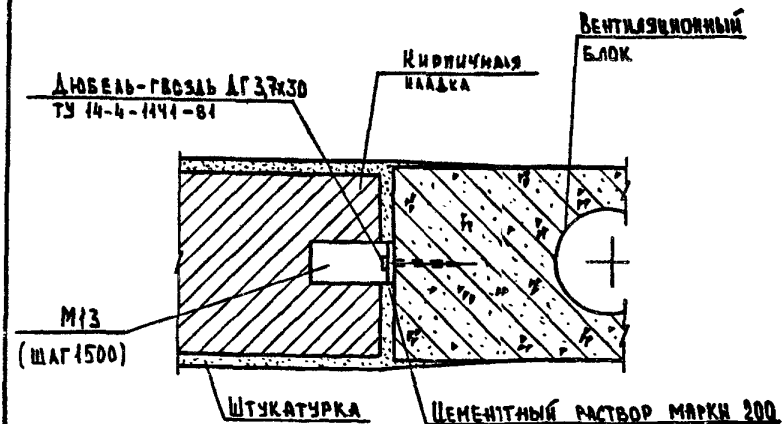 Вентиляционный
блок
Кирпичная
кладка
Дюбель-гвоздь ДГ 3,7х30
ТУ 14-4-1141-81
М13
(шаг 1500)
Штукатурка
Цементный раствор марки 200